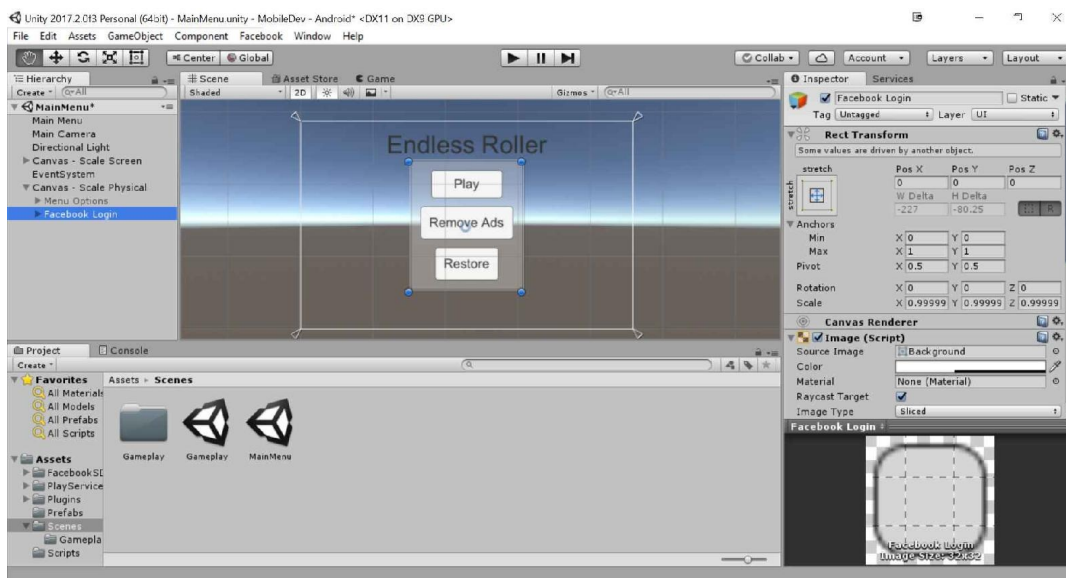 Unity 2017.2.0f3 Personal (64bit) - MainMenu.unity - MobileDev - Android* <DX11 on DX9 GPU>
File Edit Assets GameObject Component Facebook Window Help
Center Global Collab Account Layers Layout
Hierarchy
Create All
MainMenu*
Main Menu
Main Camera
Directional Light
Canvas - Scale Screen
EventSystem
Canvas - Scale Physical
Menu Options
Facebook Login
Scene Asset Store Game
Shaded 2D Gizmos All
Endless Roller
Play
Remove Ads
Restore
Inspector Services
Facebook Login Static
Tag Untagged Layer UI
Rect Transform
Some values are driven by another object.
stretch Pos X Pos Y Pos Z
stretch 0 0 0
W Delta H Delta
-227 -80.25 R
Anchors
Min X 0 Y 0
Max X 1 Y 1
Pivot X 0.5 Y 0.5
Rotation X 0 Y 0 Z 0
Scale X 0.99999 Y 0.99999 Z 0.99999
Canvas Renderer
Image (Script)
Source Image Background
Color
Material None (Material)
Raycast Target
Image Type Sliced
Facebook Login
Facebook Login
Image Size: 32x32
Project Console
Create
Favorites
All Materials
All Models
All Prefabs
All Scripts
Assets
FacebookSD
PlayService
Plugins
Prefabs
Scenes
Gamepla
Scripts
Assets Scenes
Gameplay Gameplay MainMenu